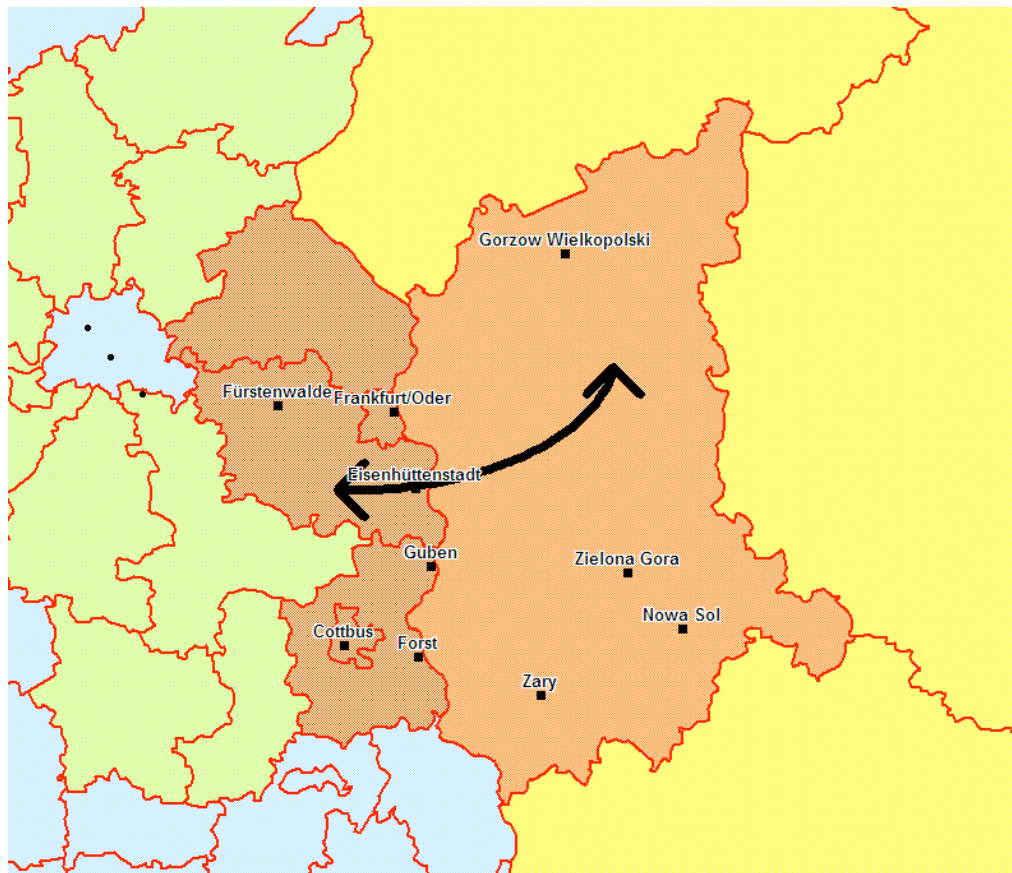 Gorzow Wielkopolski
Fürstenwalde
Frankfurt/Oder
Eisenhüttenstadt
Guben
Zielona Gora
Nowa Sol
Cottbus
Forst
Zary